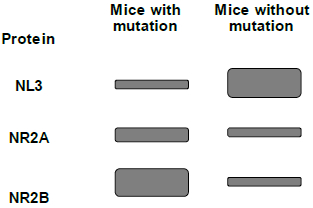 Mice with Mice without
mutation mutation
Protein
NL3
NR2A
NR2B